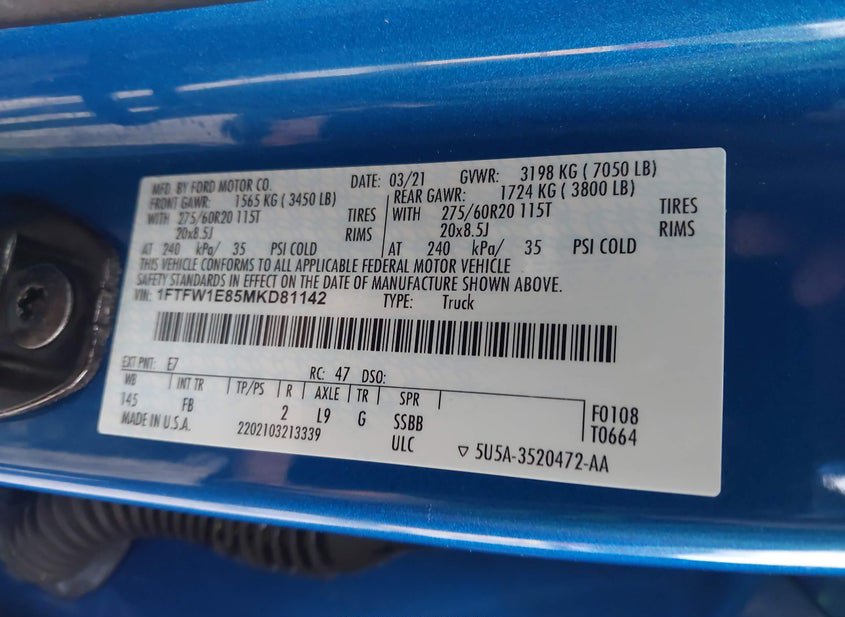 MFD. BY FORD MOTOR CO. DATE: 03/21 GVWR: 3198 KG ( 7050 LB)
FRONT GAWR: 1565 KG ( 3450 LB) REAR GAWR: 1724 KG ( 3800 LB)
WITH 275/60R20 115T TIRES WITH 275/60R20 115T TIRES
20x8.5J RIMS 20x8.5J RIMS
AT 240 kPa/ 35 PSI COLD AT 240 kPa/ 35 PSI COLD
THIS VEHICLE CONFORMS TO ALL APPLICABLE FEDERAL MOTOR VEHICLE
SAFETY STANDARDS IN EFFECT ON THE DATE OF MANUFACTURE SHOWN ABOVE.
VIN: 1FTFW1E85MKD81142 TYPE: Truck
EXT PNT: E7 RC: 47 DSO:
WB INT TR TP/PS R AXLE TR SPR
145 FB 2 L9 G SSBB F0108
MADE IN U.S.A. 2202103213339 ULC T0664
▽ 5U5A-3520472-AA